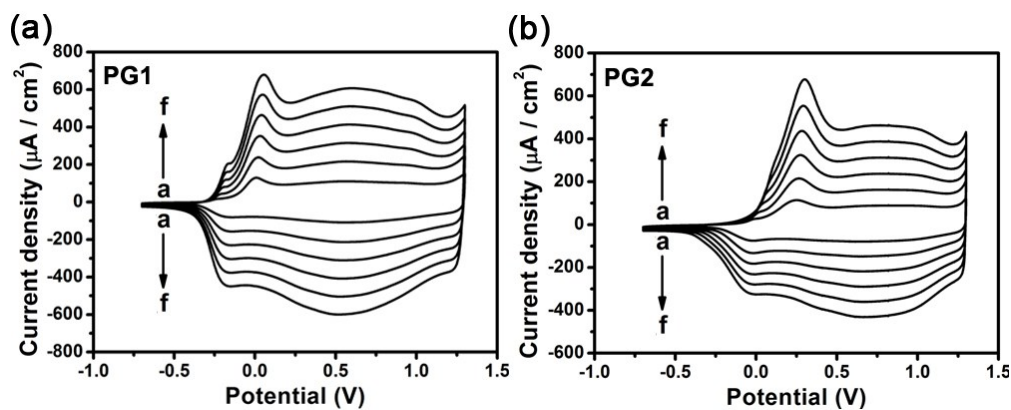 (a)
PG1
Current density (µA / cm²)
800
600
400
200
0
-200
-400
-600
-800
f
a
a
f
-1.0 -0.5 0.0 0.5 1.0 1.5
Potential (V)
(b)
PG2
Current density (µA / cm²)
800
600
400
200
0
-200
-400
-600
f
a
a
f
-1.0 -0.5 0.0 0.5 1.0 1.5
Potential (V)